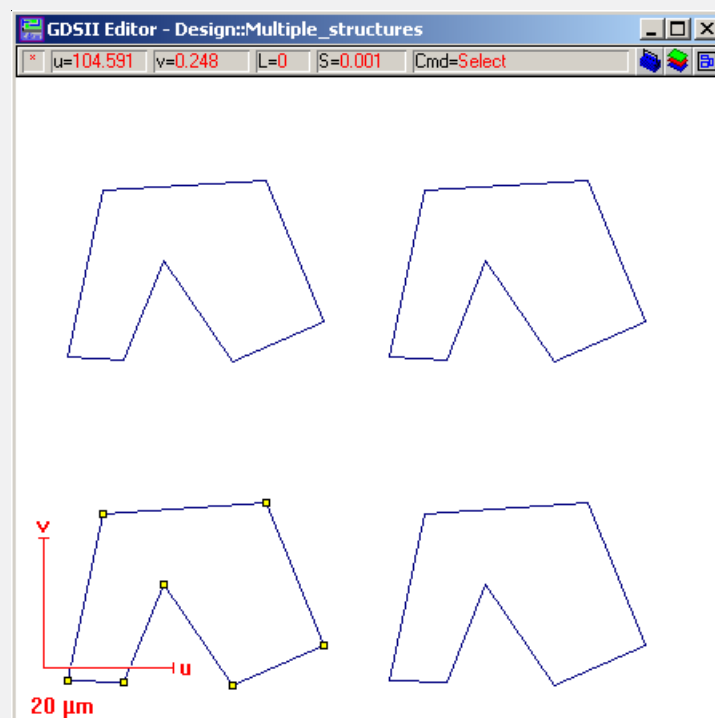 GDSII Editor - Design::Multiple_structures
* u=104.591 v=0.248 L=0 S=0.001 Cmd=Select
v
u
20 µm